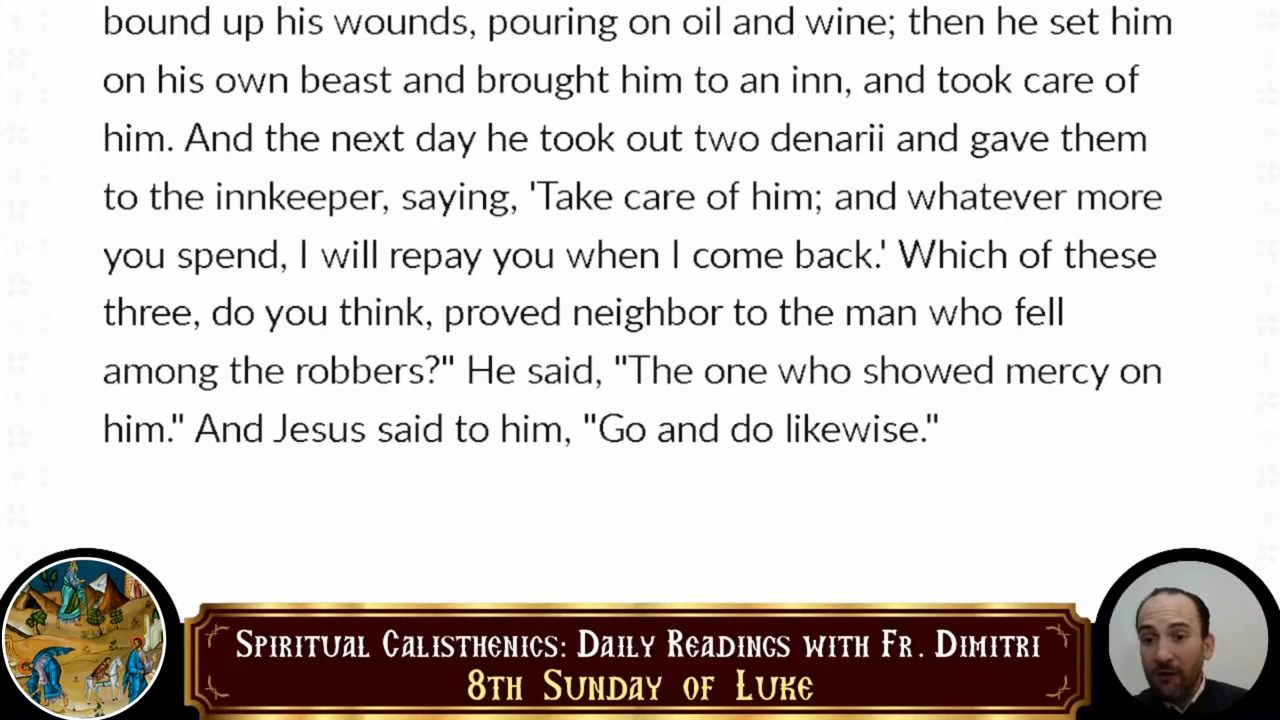 bound up his wounds, pouring on oil and wine; then he set him
on his own beast and brought him to an inn, and took care of
him. And the next day he took out two denarii and gave them
to the innkeeper, saying, 'Take care of him; and whatever more
you spend, I will repay you when I come back.' Which of these
three, do you think, proved neighbor to the man who fell
among the robbers?" He said, "The one who showed mercy on
him." And Jesus said to him, "Go and do likewise."
Spiritual Calisthenics: Daily Readings with Fr. Dimitri
8th Sunday of Luke